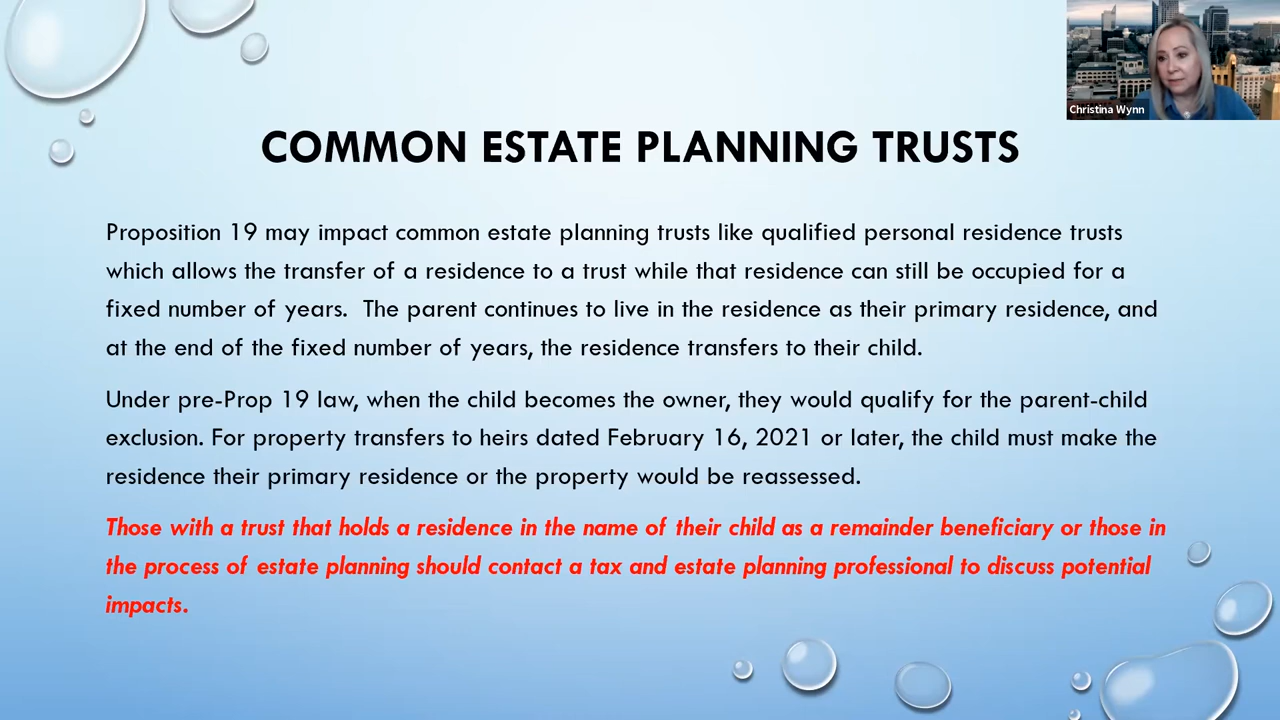 Christina Wynn
COMMON ESTATE PLANNING TRUSTS
Proposition 19 may impact common estate planning trusts like qualified personal residence trusts
which allows the transfer of a residence to a trust while that residence can still be occupied for a
fixed number of years.  The parent continues to live in the residence as their primary residence, and
at the end of the fixed number of years, the residence transfers to their child.
Under pre-Prop 19 law, when the child becomes the owner, they would qualify for the parent-child
exclusion. For property transfers to heirs dated February 16, 2021 or later, the child must make the
residence their primary residence or the property would be reassessed.
Those with a trust that holds a residence in the name of their child as a remainder beneficiary or those in
the process of estate planning should contact a tax and estate planning professional to discuss potential
impacts.